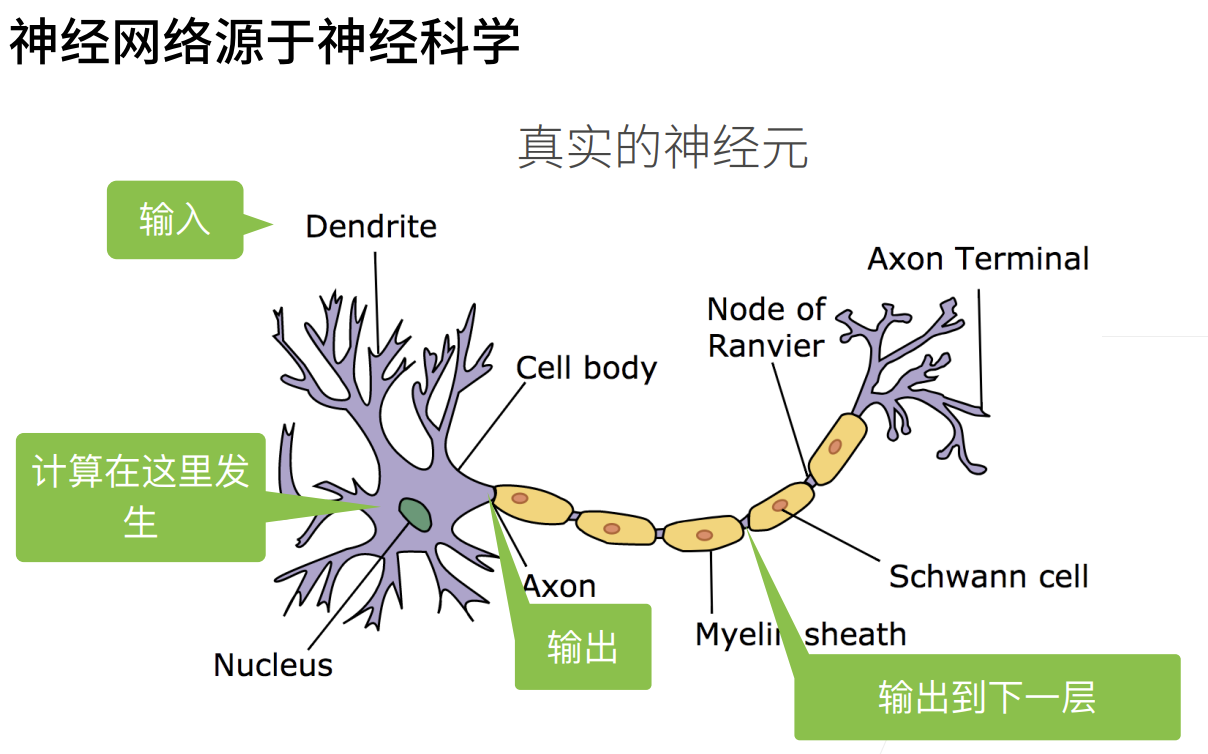 神经网络源于神经科学
真实的神经元
输入
Dendrite
Axon Terminal
Node of
Ranvier
Cell body
计算在这里发
生
Axon
Schwann cell
输出
Myelin sheath
Nucleus
输出到下一层